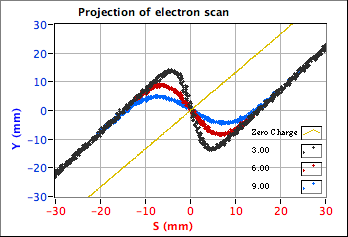 Projection of electron scan
30
20
10
0
-10
-20
-30
Y (mm)
Zero Charge
3.00
6.00
9.00
-30 -20 -10 0 10 20 30
S (mm)